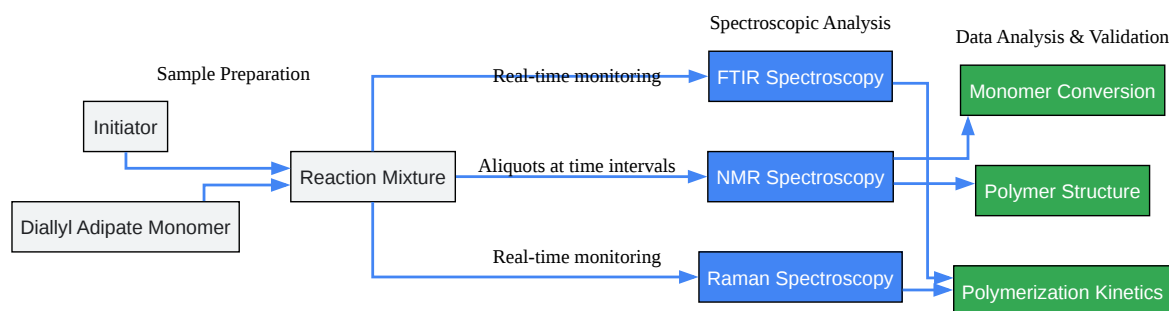 Spectroscopic Analysis
Data Analysis & Validation
Sample Preparation
Real-time monitoring
FTIR Spectroscopy
Monomer Conversion
Initiator
Reaction Mixture
Aliquots at time intervals
NMR Spectroscopy
Polymer Structure
Diallyl Adipate Monomer
Real-time monitoring
Raman Spectroscopy
Polymerization Kinetics